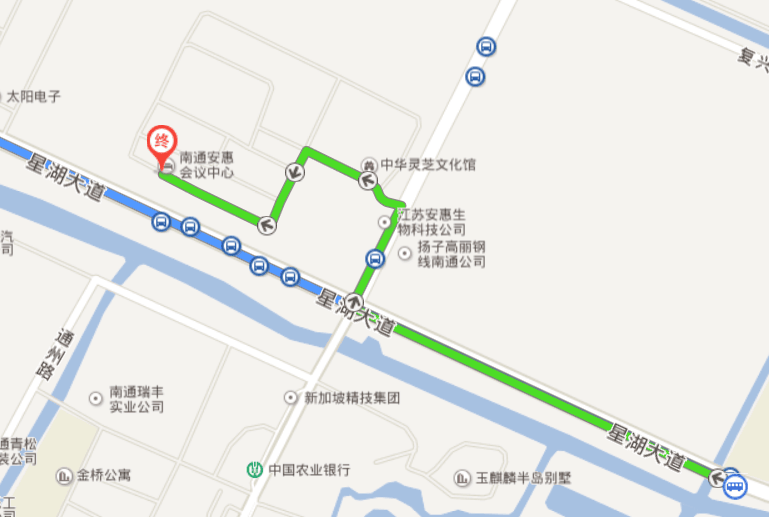 复兴
太阳电子
终
南通安惠
会议中心
中华灵芝文化馆
星湖大道
江苏安惠生
物科技公司
扬子高丽钢
线南通公司
汽
司
星湖大道
通州路
南通瑞丰
实业公司
新加坡精技集团
星湖大道
通青松
装公司
金桥公寓
中国农业银行
玉麒麟半岛别墅
工
司